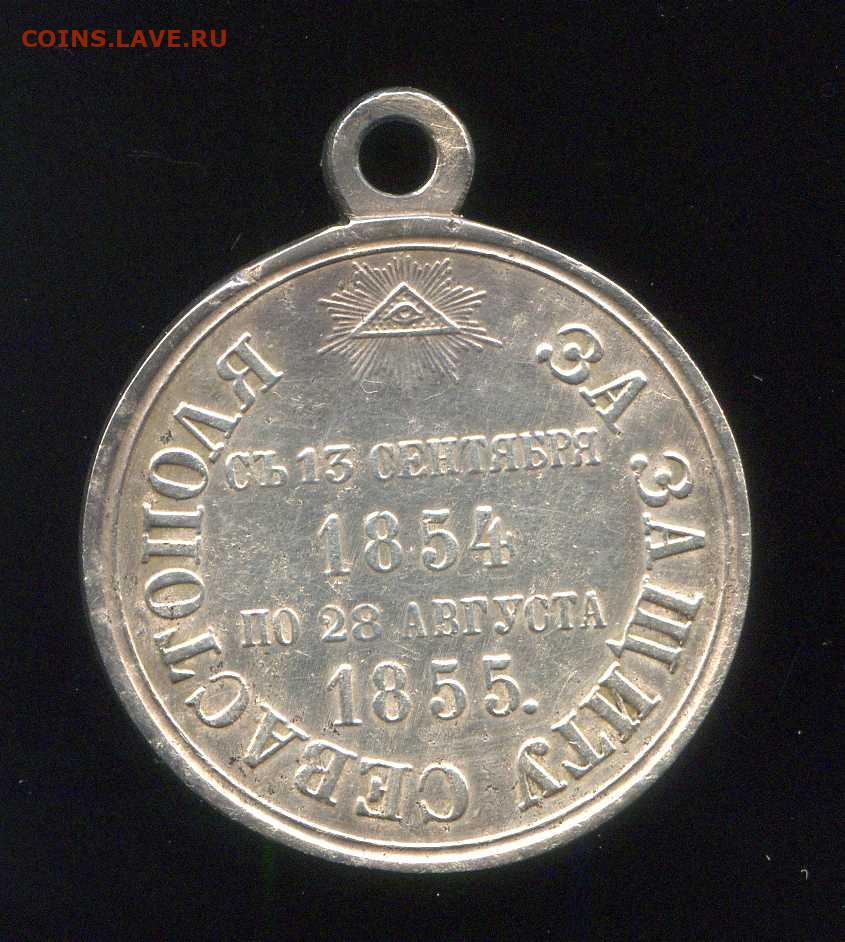 COINS.LAVE.RU
ЗА ЗАЩИТУ СЕВАСТОПОЛЯ
СЪ 13 СЕНТЯБРЯ
1854
ПО 28 АВГУСТА
1855.